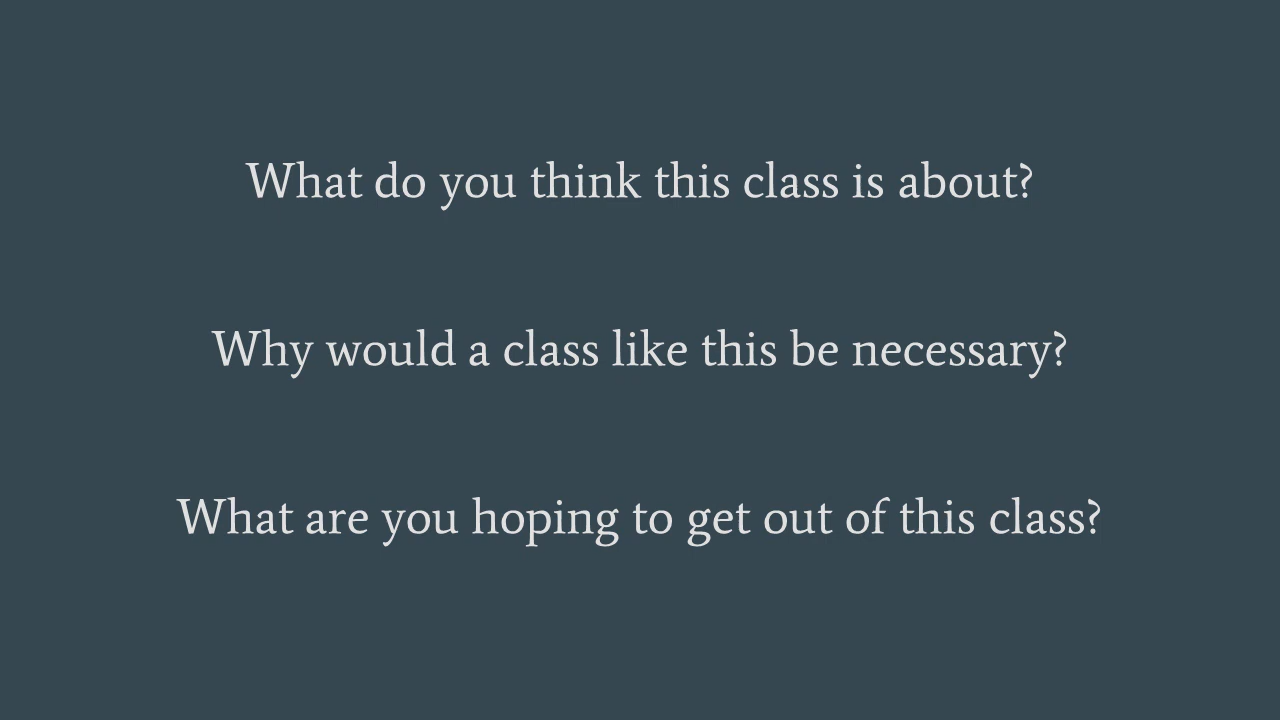 What do you think this class is about?
Why would a class like this be necessary?
What are you hoping to get out of this class?